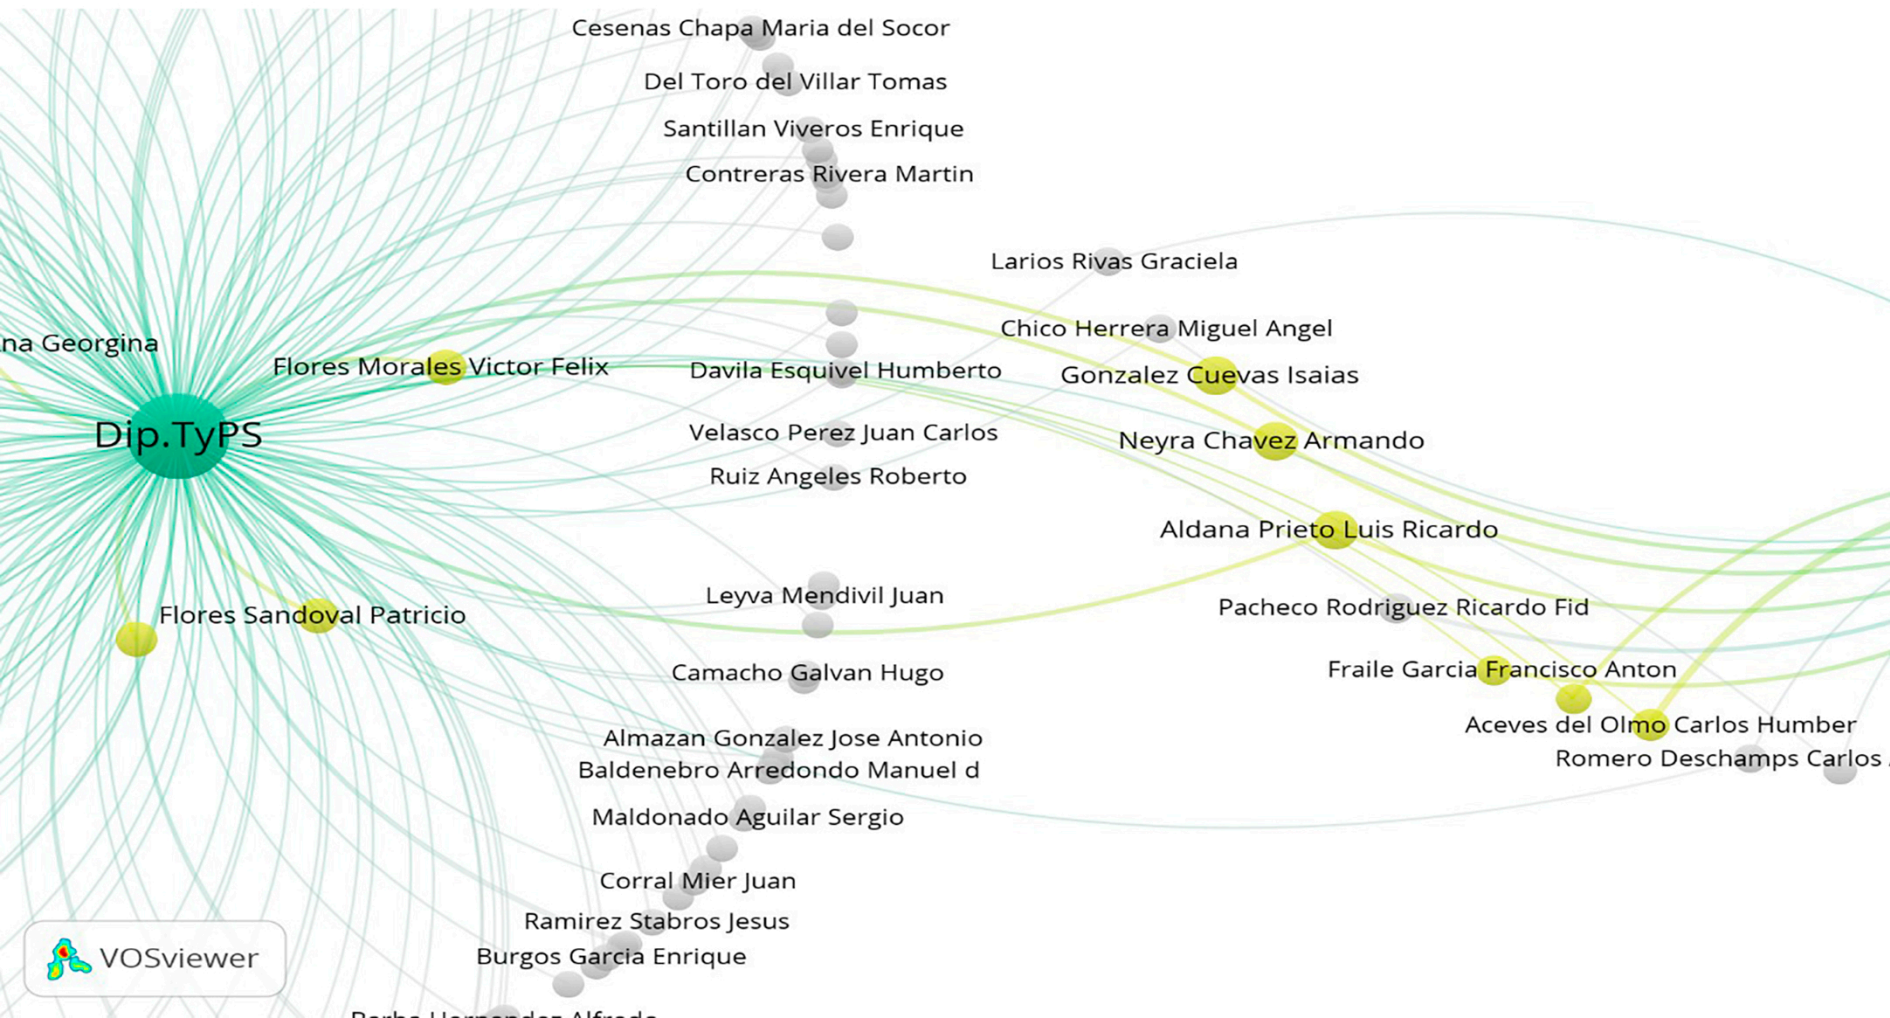 Cesenas Chapa Maria del Socor
Del Toro del Villar Tomas
Santillan Viveros Enrique
Contreras Rivera Martin
Larios Rivas Graciela
Chico Herrera Miguel Angel
na Georgina
Flores Morales Victor Felix
Davila Esquivel Humberto
Gonzalez Cuevas Isaias
Dip.TyPS
Velasco Perez Juan Carlos
Neyra Chavez Armando
Ruiz Angeles Roberto
Aldana Prieto Luis Ricardo
Leyva Mendivil Juan
Pacheco Rodriguez Ricardo Fid
Flores Sandoval Patricio
Camacho Galvan Hugo
Fraile Garcia Francisco Anton
Aceves del Olmo Carlos Humber
Almazan Gonzalez Jose Antonio
Romero Deschamps Carlos
Baldenebro Arredondo Manuel d
Maldonado Aguilar Sergio
Corral Mier Juan
Ramirez Stabros Jesus
Burgos Garcia Enrique
VOSviewer
Barba Hernandez Alfredo